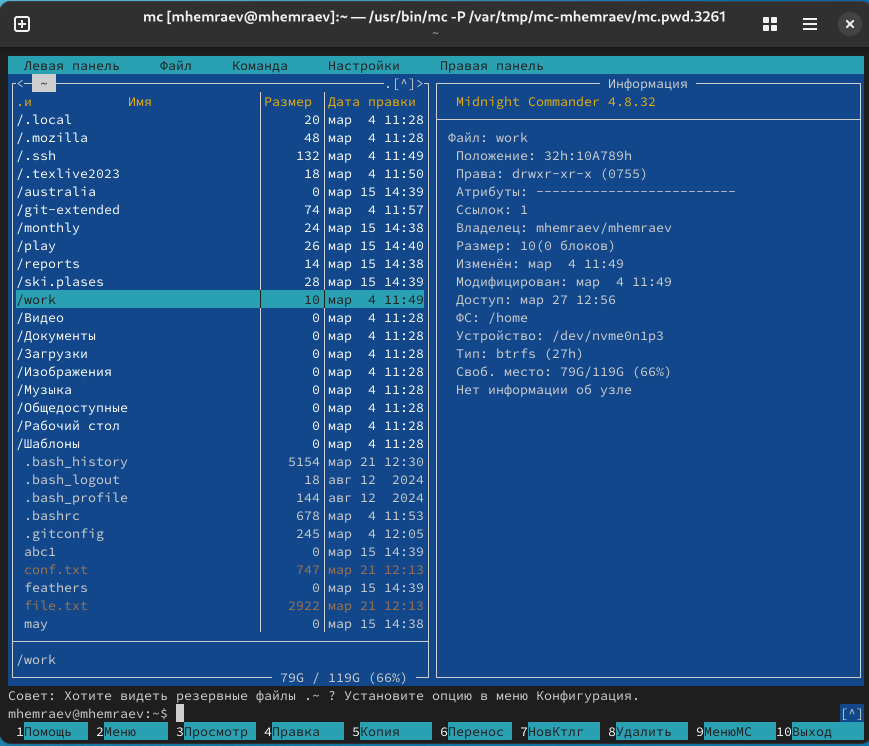 mc [mhemraev@mhemraev]:~ — /usr/bin/mc -P /var/tmp/mc-mhemraev/mc.pwd.3261
~
Левая панель Файл Команда Настройки Правая панель
<─ ~ ─.[^]>
.и Имя Размер Дата правки
/.local 20 мар 4 11:28
/.mozilla 48 мар 4 11:28
/.ssh 132 мар 4 11:49
/.texlive2023 18 мар 4 11:50
/australia 0 мар 15 14:39
/git-extended 74 мар 4 11:57
/monthly 24 мар 15 14:38
/play 26 мар 15 14:40
/reports 14 мар 15 14:38
/ski.plases 28 мар 15 14:39
/work 10 мар 4 11:49
/Видео 0 мар 4 11:28
/Документы 0 мар 4 11:28
/Загрузки 0 мар 4 11:28
/Изображения 0 мар 4 11:28
/Музыка 0 мар 4 11:28
/Общедоступные 0 мар 4 11:28
/Рабочий стол 0 мар 4 11:28
/Шаблоны 0 мар 4 11:28
.bash_history 5154 мар 21 12:30
.bash_logout 18 авг 12 2024
.bash_profile 144 авг 12 2024
.bashrc 678 мар 4 11:53
.gitconfig 245 мар 4 12:05
abc1 0 мар 15 14:39
conf.txt 747 мар 21 12:13
feathers 0 мар 15 14:39
file.txt 2922 мар 21 12:13
may 0 мар 15 14:38
/work
79G / 119G (66%)
Информация
Midnight Commander 4.8.32
Файл: work
Положение: 32h:10A789h
Права: drwxr-xr-x (0755)
Атрибуты: -------------------------
Ссылок: 1
Владелец: mhemraev/mhemraev
Размер: 10(0 блоков)
Изменён: мар 4 11:49
Модифицирован: мар 4 11:49
Доступ: мар 27 12:56
ФС: /home
Устройство: /dev/nvme0n1p3
Тип: btrfs (27h)
Своб. место: 79G/119G (66%)
Нет информации об узле
Совет: Хотите видеть резервные файлы .~ ? Установите опцию в меню Конфигурация.
mhemraev@mhemraev:~$ [^]
1Помощь 2Меню 3Просмотр 4Правка 5Копия 6Перенос 7НовКтлг 8Удалить 9МенюМС 10Выход